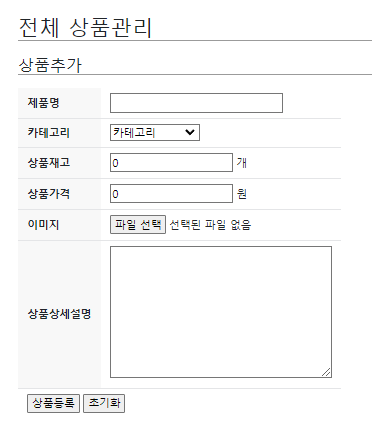 전체 상품관리
상품추가
제품명
카테고리 카테고리
상품재고 0 개
상품가격 0 원
이미지 파일 선택 선택된 파일 없음
상품상세설명
상품등록 초기화